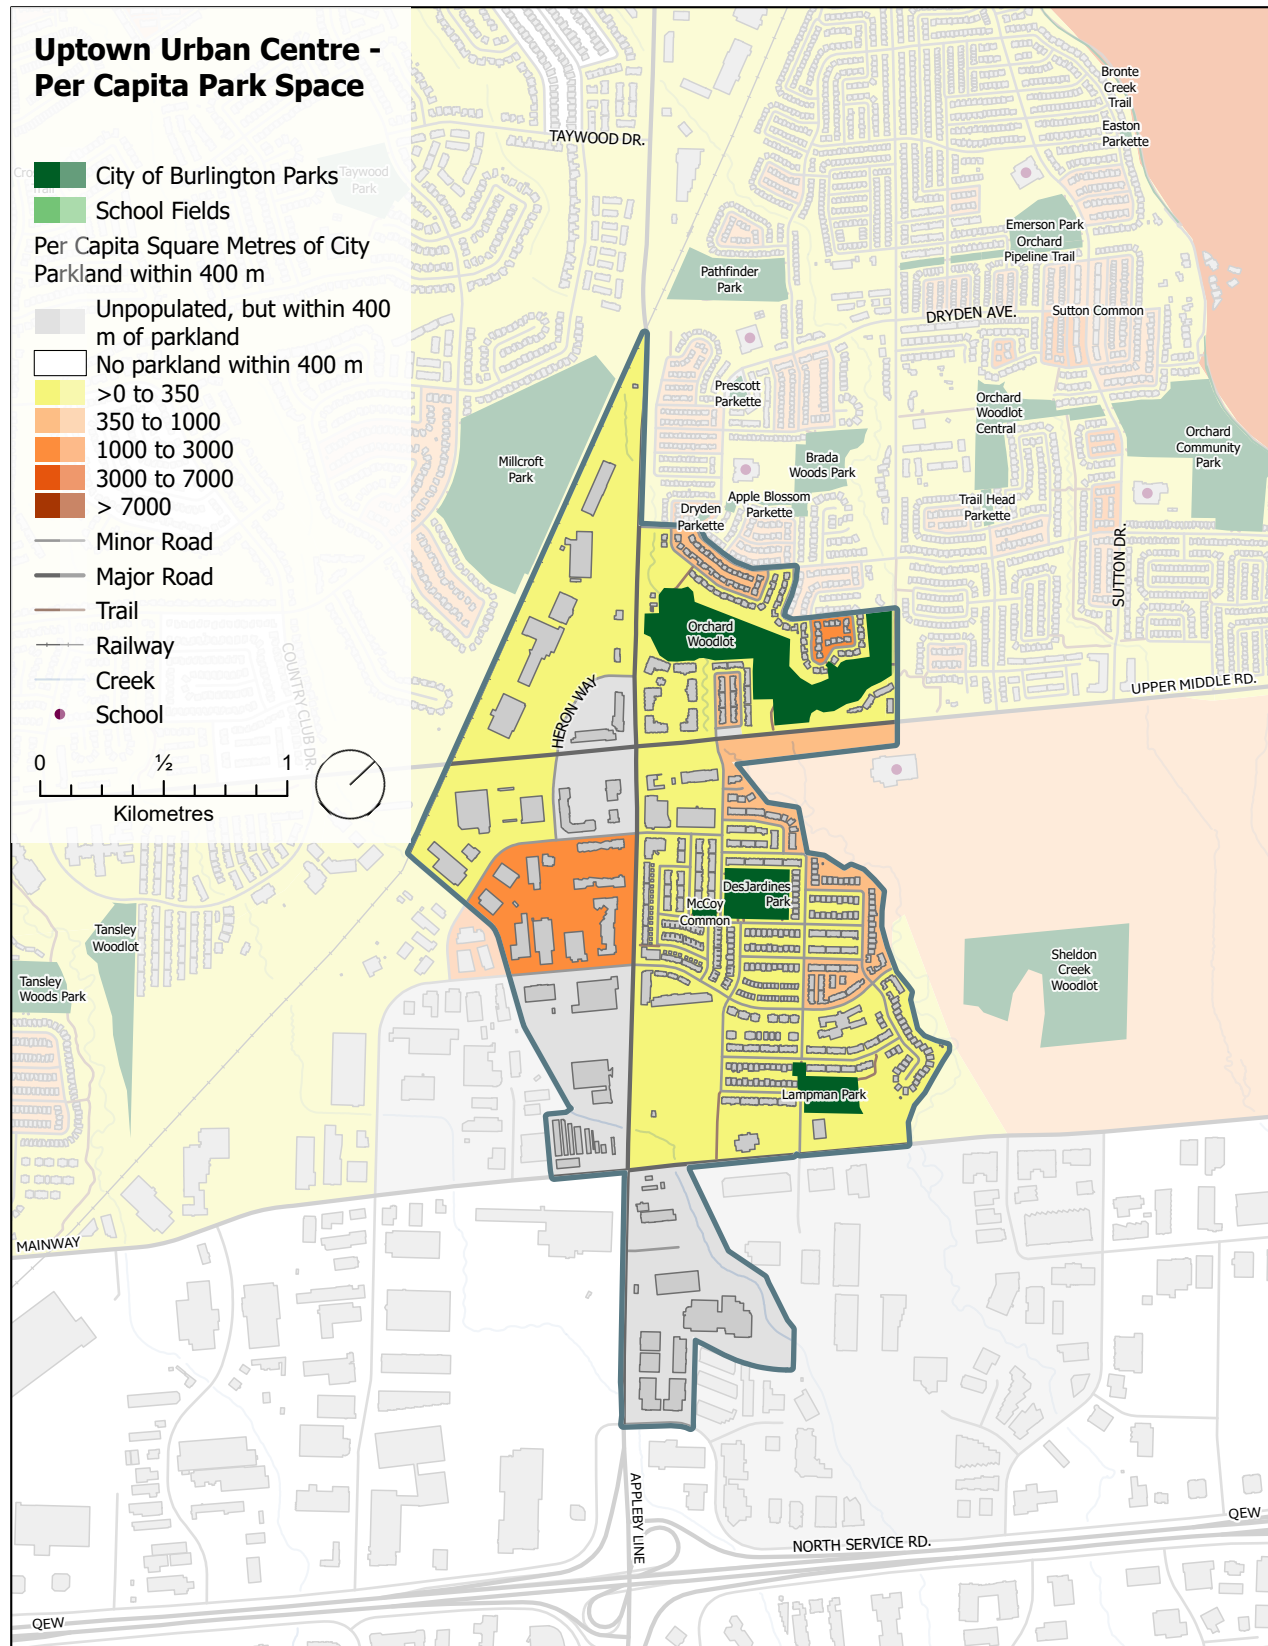 Uptown Urban Centre -
Per Capita Park Space
City of Burlington Parks
School Fields
Per Capita Square Metres of City
Parkland within 400 m
Unpopulated, but within 400
m of parkland
No parkland within 400 m
>0 to 350
350 to 1000
1000 to 3000
3000 to 7000
> 7000
Minor Road
Major Road
Trail
Railway
Creek
School
0 ½ 1
Kilometres
Taywood
Park
Trail
COUNTRY CLUB DR.
TAYWOOD DR.
Bronte
Creek
Trail
Easton
Parkette
Emerson Park
Orchard
Pipeline Trail
Pathfinder
Park
DRYDEN AVE.
Sutton Common
Prescott
Parkette
Orchard
Woodlot
Central
Orchard
Community
Park
Millcroft
Park
Brada
Woods Park
Apple Blossom
Parkette
Trail Head
Parkette
Dryden
Parkette
SUTTON DR.
Orchard
Woodlot
UPPER MIDDLE RD.
HERON WAY
DesJardines
Park
McCoy
Common
Tansley
Woodlot
Tansley
Woods Park
Sheldon
Creek
Woodlot
Lampman Park
MAINWAY
APPLEBY LINE
NORTH SERVICE RD.
QEW
QEW